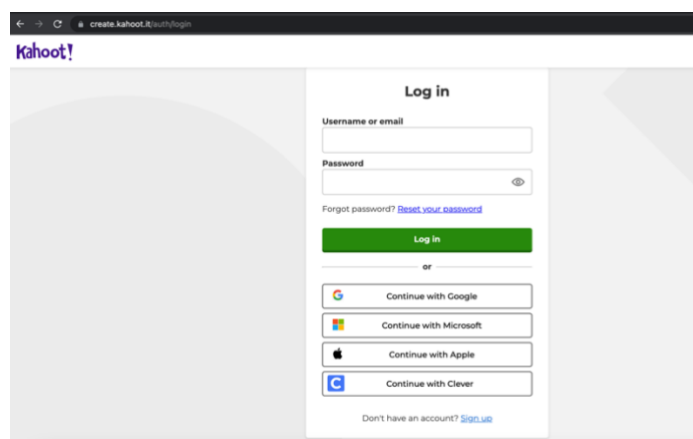 create.kahoot.it/auth/login
Kahoot!
Log in
Username or email
Password
Forgot password? Reset your password
Log in
or
Continue with Google
Continue with Microsoft
Continue with Apple
C Continue with Clever
Don't have an account? Sign up